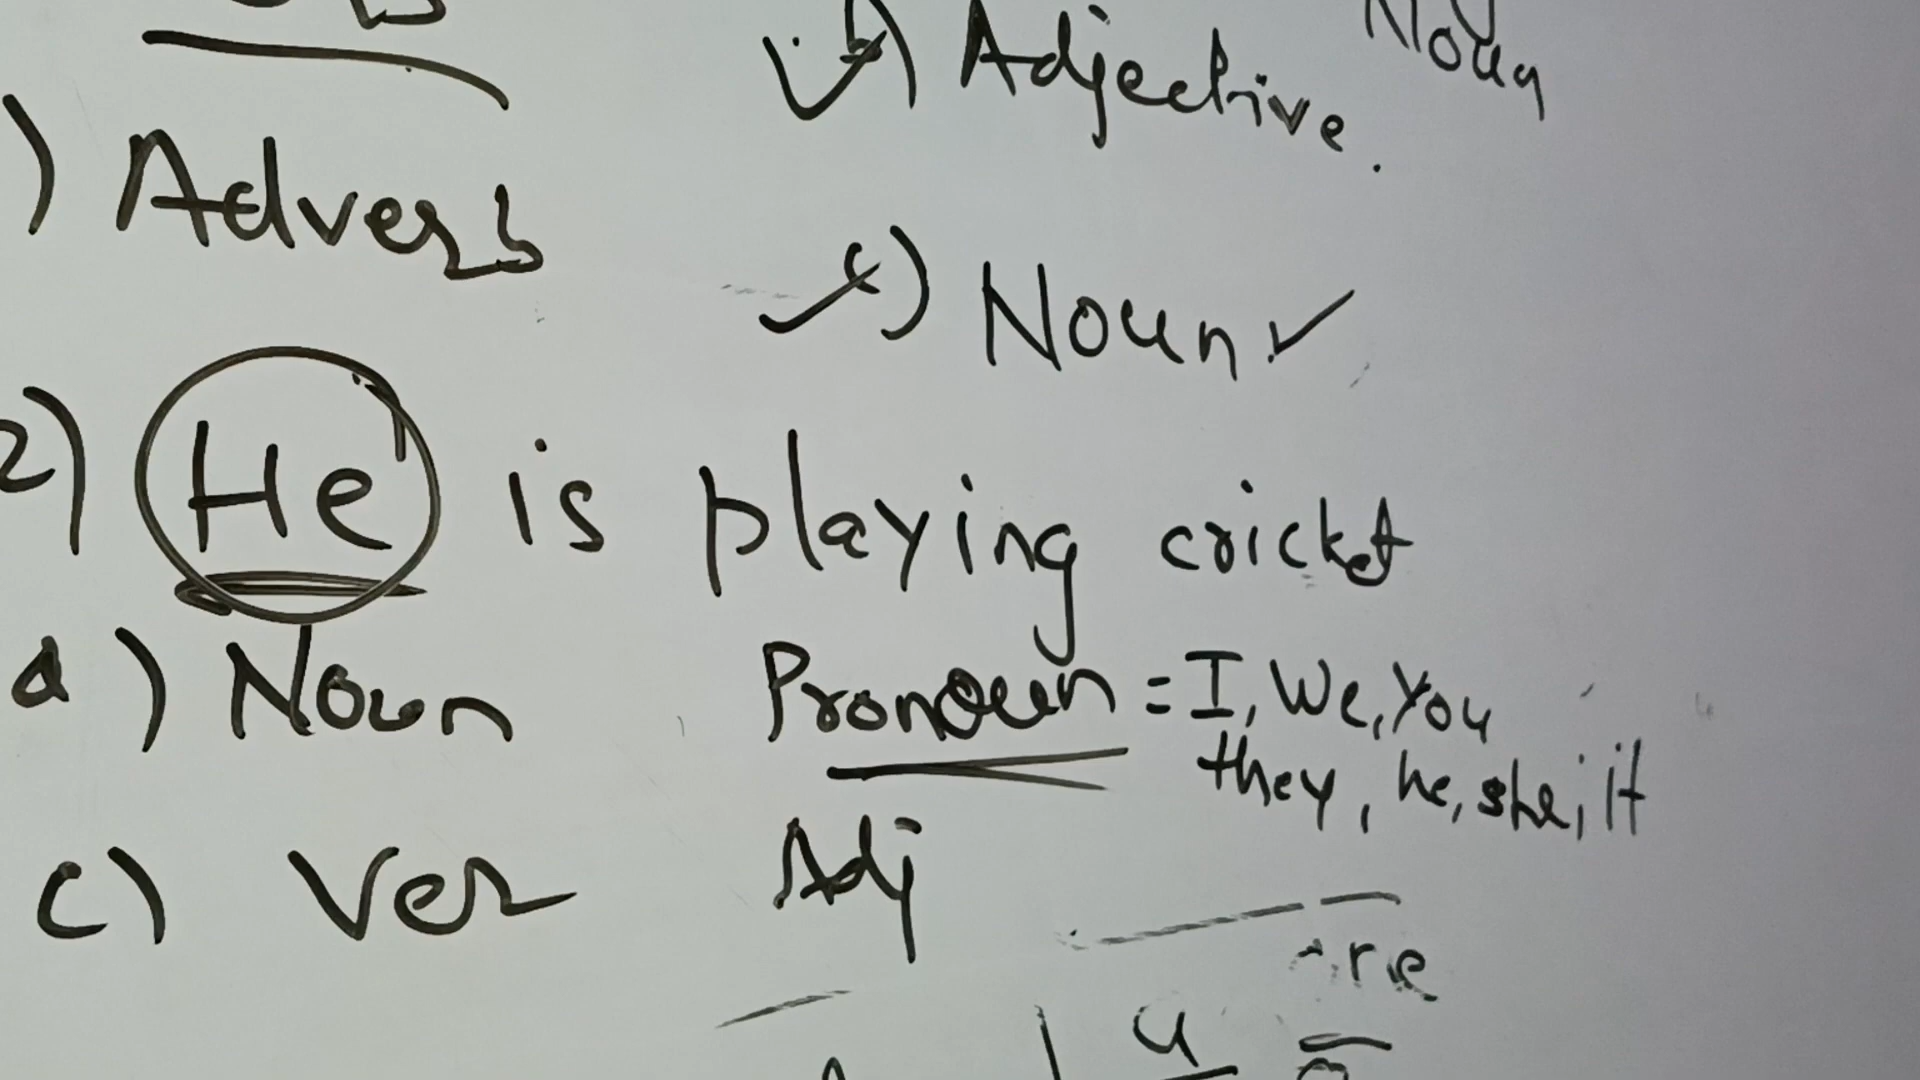 b) Adjective.
Noun
) Adverb
c) Noun ✓
2) He is playing cricket
a) Noun
Pronoun = I, We, You
they, he, she, it
c) Ver
Adj